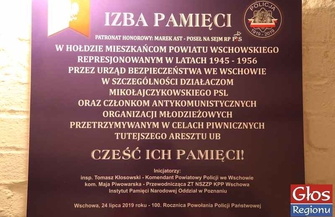 IZBA PAMIĘCI
POLICJA
PATRONAT HONOROWY: MAREK AST - POSEŁ NA SEJM RP PiS
W HOŁDZIE MIESZKAŃCOM POWIATU WSCHOWSKIEGO
REPRESJONOWANYM W LATACH 1945 - 1956
PRZEZ URZĄD BEZPIECZEŃSTWA WE WSCHOWIE
W SZCZEGÓLNOŚCI DZIAŁACZOM
MIKOŁAJCZYKOWSKIEGO PSL
ORAZ CZŁONKOM ANTYKOMUNISTYCZNYCH
ORGANIZACJI MŁODZIEŻOWYCH
PRZETRZYMYWANYM W CELACH PIWNICZNYCH
TUTEJSZEGO ARESZTU UB
CZEŚĆ ICH PAMIĘCI!
Inicjatorzy:
insp. Tomasz Kłosowski - Komendant Powiatowy Policji we Wschowie
kom. Maja Piwowarska - Przewodnicząca ZT NSZZP KPP Wschowa
Instytut Pamięci Narodowej Oddział w Poznaniu
Wschowa, 24 lipca 2019 roku - 100. Rocznica Powołania Policji Państwowej
Głos
Regionu